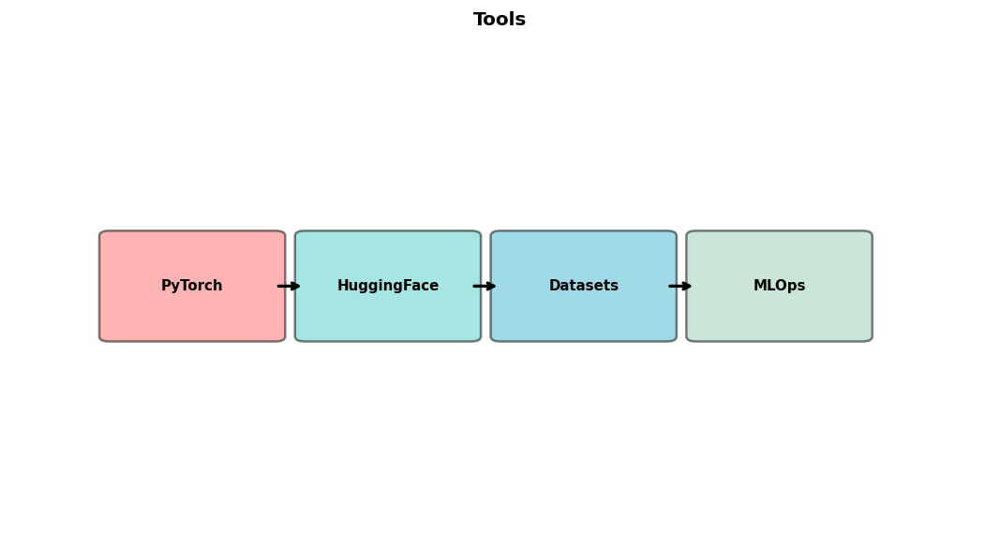 Tools
PyTorch
HuggingFace
Datasets
MLOps